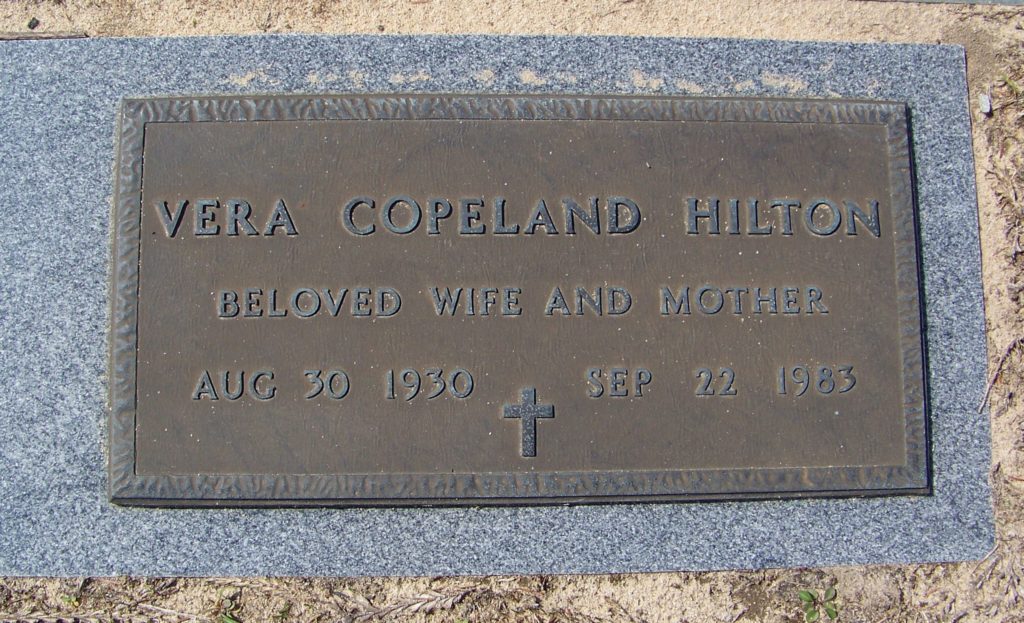 VERA COPELAND HILTON
BELOVED WIFE AND MOTHER
AUG 30 1930 SEP 22 1983